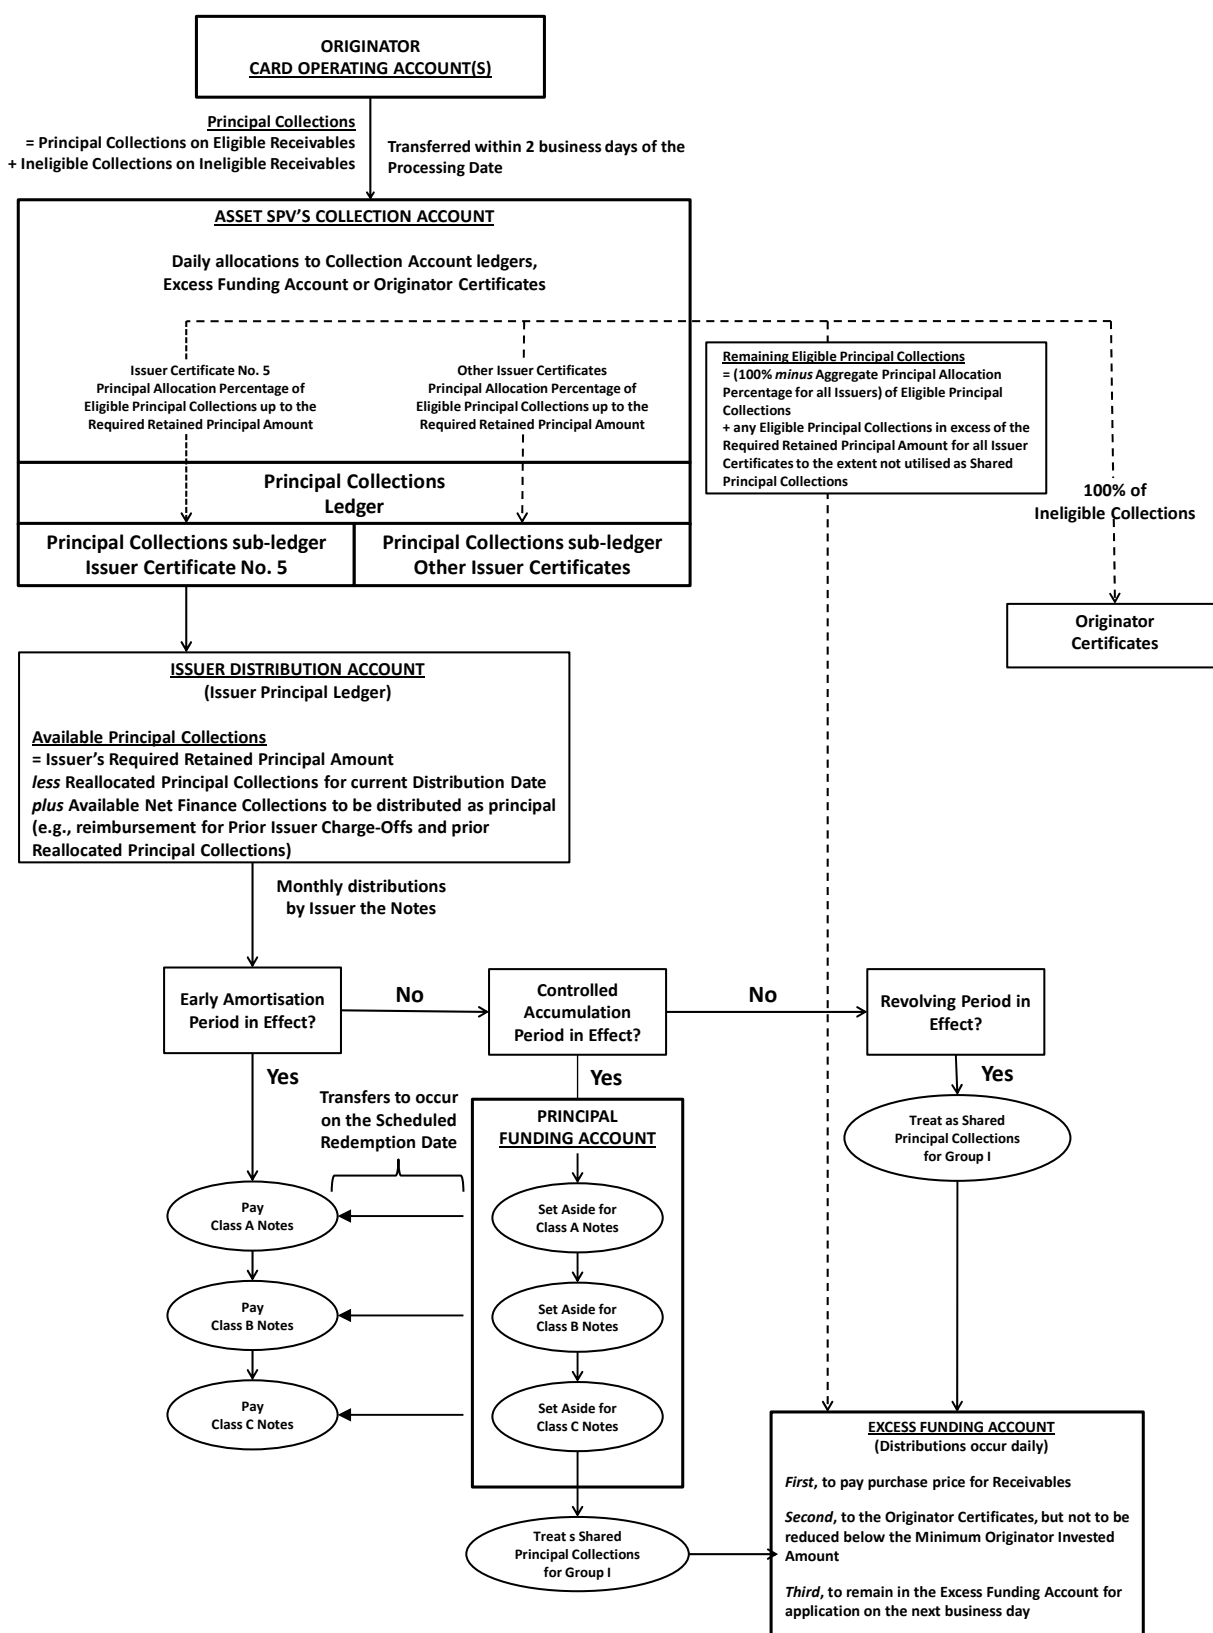 ORIGINATOR
CARD OPERATING ACCOUNT(S)
Principal Collections
= Principal Collections on Eligible Receivables
+ Ineligible Collections on Ineligible Receivables
Transferred within 2 business days of the
Processing Date
ASSET SPV'S COLLECTION ACCOUNT
Daily allocations to Collection Account ledgers,
Excess Funding Account or Originator Certificates
Issuer Certificate No. 5
Principal Allocation Percentage of
Eligible Principal Collections up to the
Required Retained Principal Amount
Other Issuer Certificates
Principal Allocation Percentage of
Eligible Principal Collections up to the
Required Retained Principal Amount
Remaining Eligible Principal Collections
= (100% minus Aggregate Principal Allocation
Percentage for all Issuers) of Eligible Principal
Collections
+ any Eligible Principal Collections in excess of the
Required Retained Principal Amount for all Issuer
Certificates to the extent not utilised as Shared
Principal Collections
100% of
Ineligible Collections
Principal Collections
Ledger
Principal Collections sub-ledger
Issuer Certificate No. 5
Principal Collections sub-ledger
Other Issuer Certificates
Originator
Certificates
ISSUER DISTRIBUTION ACCOUNT
(Issuer Principal Ledger)
Available Principal Collections
= Issuer's Required Retained Principal Amount
less Reallocated Principal Collections for current Distribution Date
plus Available Net Finance Collections to be distributed as principal
(e.g., reimbursement for Prior Issuer Charge-Offs and prior
Reallocated Principal Collections)
Monthly distributions
by Issuer the Notes
Early Amortisation
Period in Effect?
No
Controlled
Accumulation
Period in Effect?
No
Revolving Period in
Effect?
Yes
Yes
Yes
Transfers to occur
on the Scheduled
Redemption Date
PRINCIPAL
FUNDING ACCOUNT
Treat as Shared
Principal Collections
for Group I
Pay
Class A Notes
Set Aside for
Class A Notes
Pay
Class B Notes
Set Aside for
Class B Notes
Pay
Class C Notes
Set Aside for
Class C Notes
Treat s Shared
Principal Collections
for Group I
EXCESS FUNDING ACCOUNT
(Distributions occur daily)
First, to pay purchase price for Receivables
Second, to the Originator Certificates, but not to be
reduced below the Minimum Originator Invested
Amount
Third, to remain in the Excess Funding Account for
application on the next business day